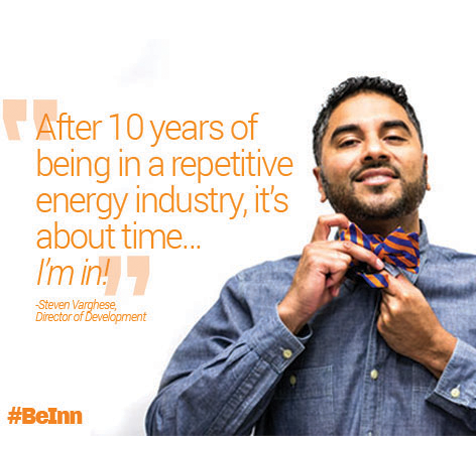 "After 10 years of
being in a repetitive
energy industry, it's
about time...
I'm in!"
-Steven Varghese,
Director of Development
#BeInn